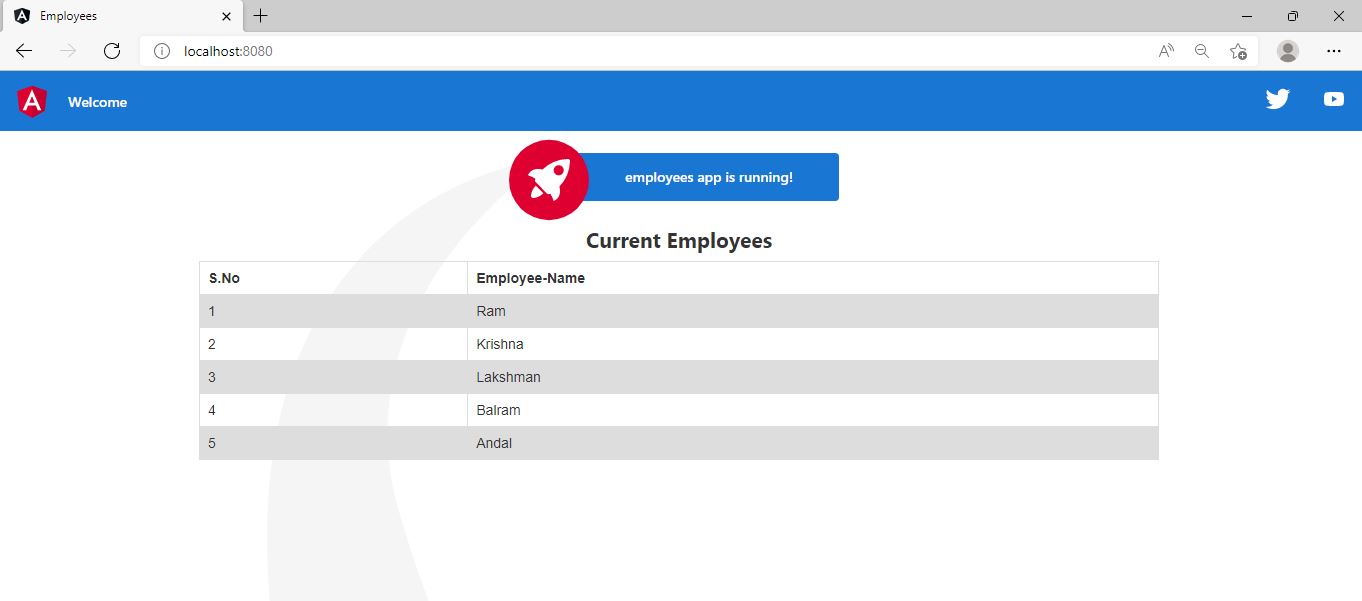 Employees
localhost:8080
Welcome
employees app is running!
Current Employees
S.No Employee-Name
1 Ram
2 Krishna
3 Lakshman
4 Balram
5 Andal